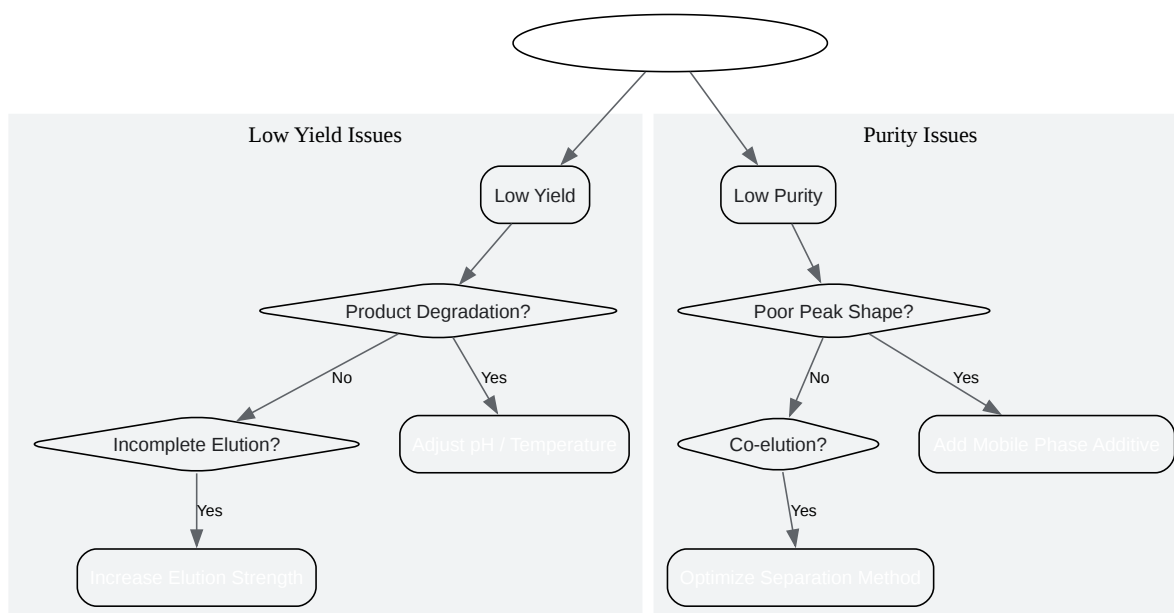 Low Yield Issues
Purity Issues
Low Yield
Low Purity
Product Degradation?
Poor Peak Shape?
No
Yes
No
Yes
Incomplete Elution?
Adjust pH / Temperature
Co-elution?
Add Mobile Phase Additive
Yes
Yes
Increase Elution Strength
Optimize Separation Method